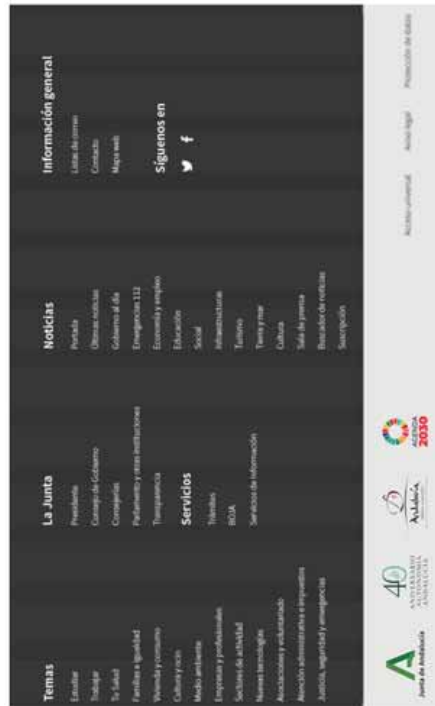 Temas
Estudiar
Trabajar
Tu Salud
Familias e igualdad
Vivienda y consumo
Cultura y ocio
Medio ambiente
Empresas y profesionales
Sectores de actividad
Nuevas tecnologías
Asociaciones y voluntariado
Atención administrativa e impuestos
Justicia, seguridad y emergencias
La Junta
Presidente
Consejo de Gobierno
Consejerías
Parlamento y otras instituciones
Transparencia
Servicios
Trámites
BOJA
Servicios de Información
Noticias
Portada
Últimas noticias
Gobierno al día
Emergencias 112
Economía y empleo
Educación
Social
Infraestructuras
Turismo
Tierra y mar
Cultura
Sala de prensa
Buscador de noticias
Suscripción
Información general
Listas de correo
Contacto
Mapa web
Síguenos en
Junta de Andalucía
40
ANIVERSARIO
AUTONOMÍA
ANDALUCÍA
Andalucía
AGENDA
2030
Acceso universal
Aviso legal
Protección de datos